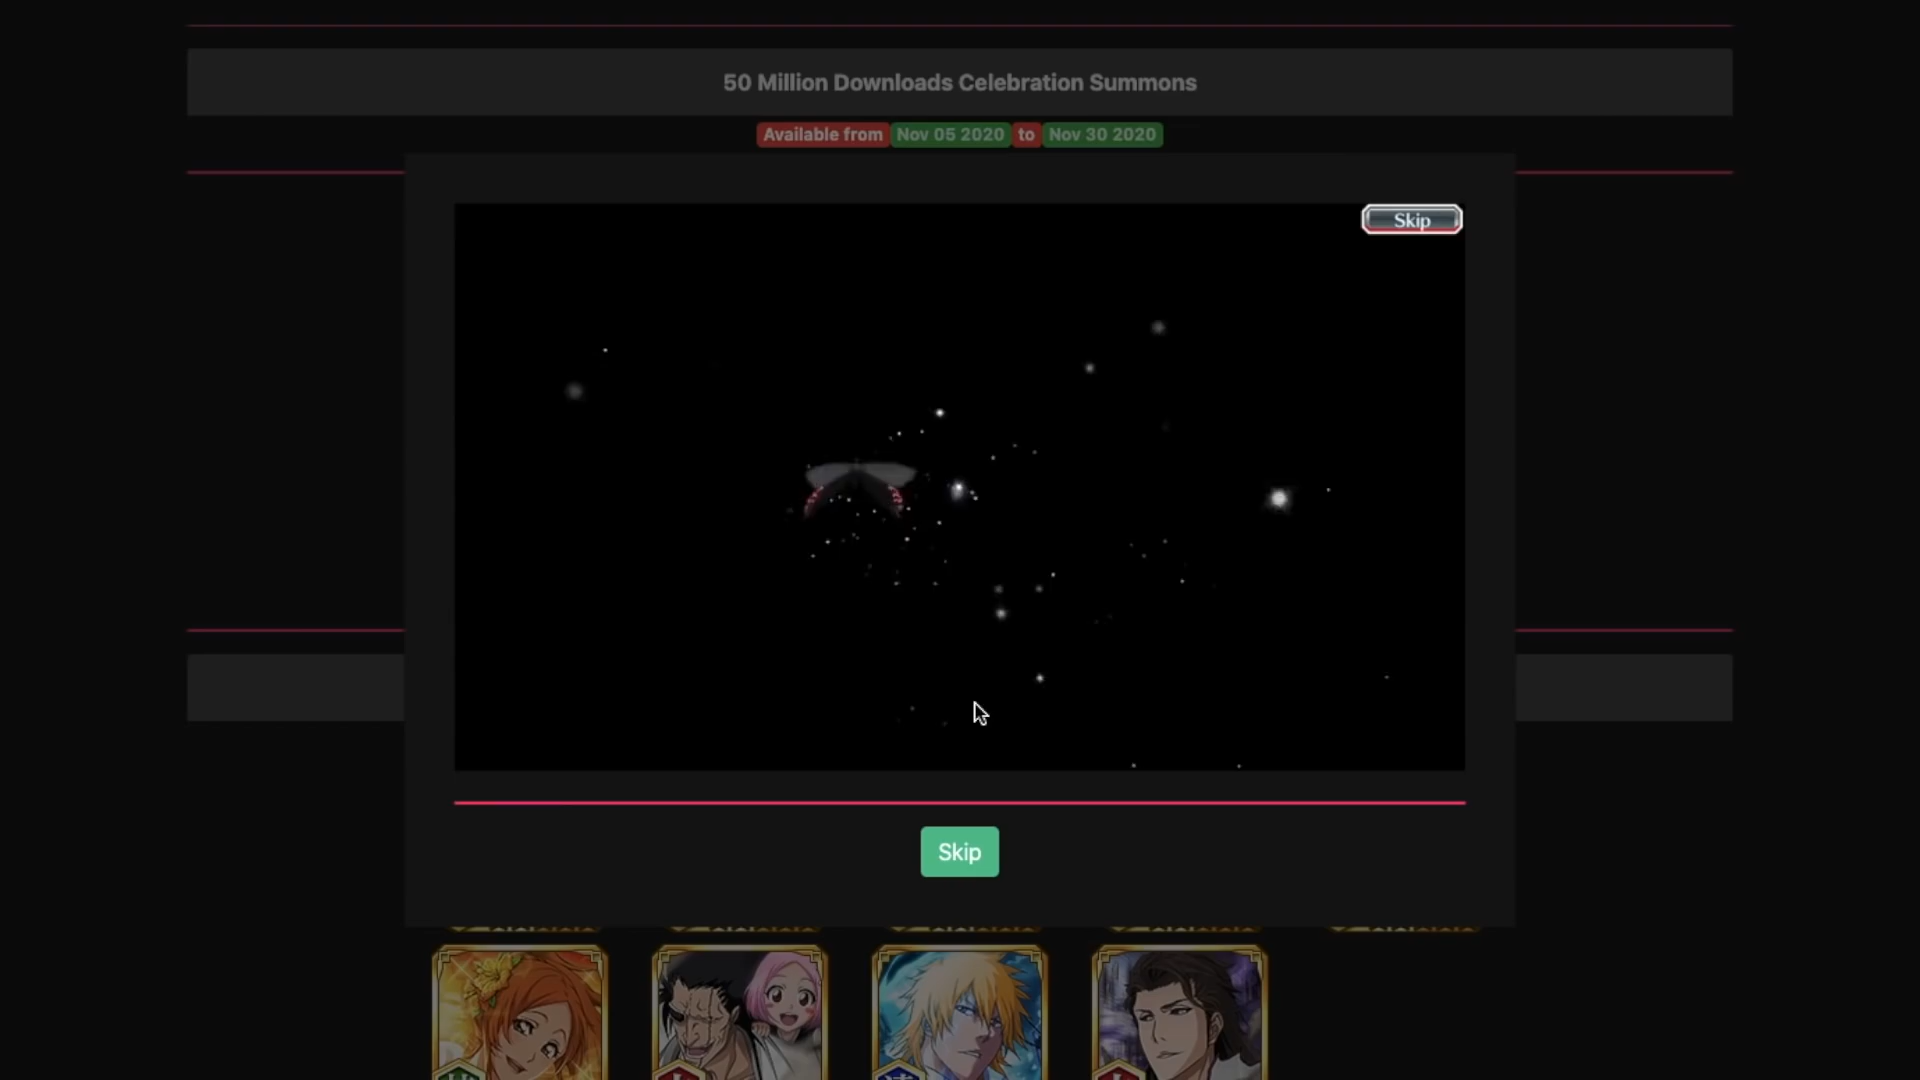 50 Million Downloads Celebration Summons
Available from Nov 05 2020 to Nov 30 2020
Skip
Skip